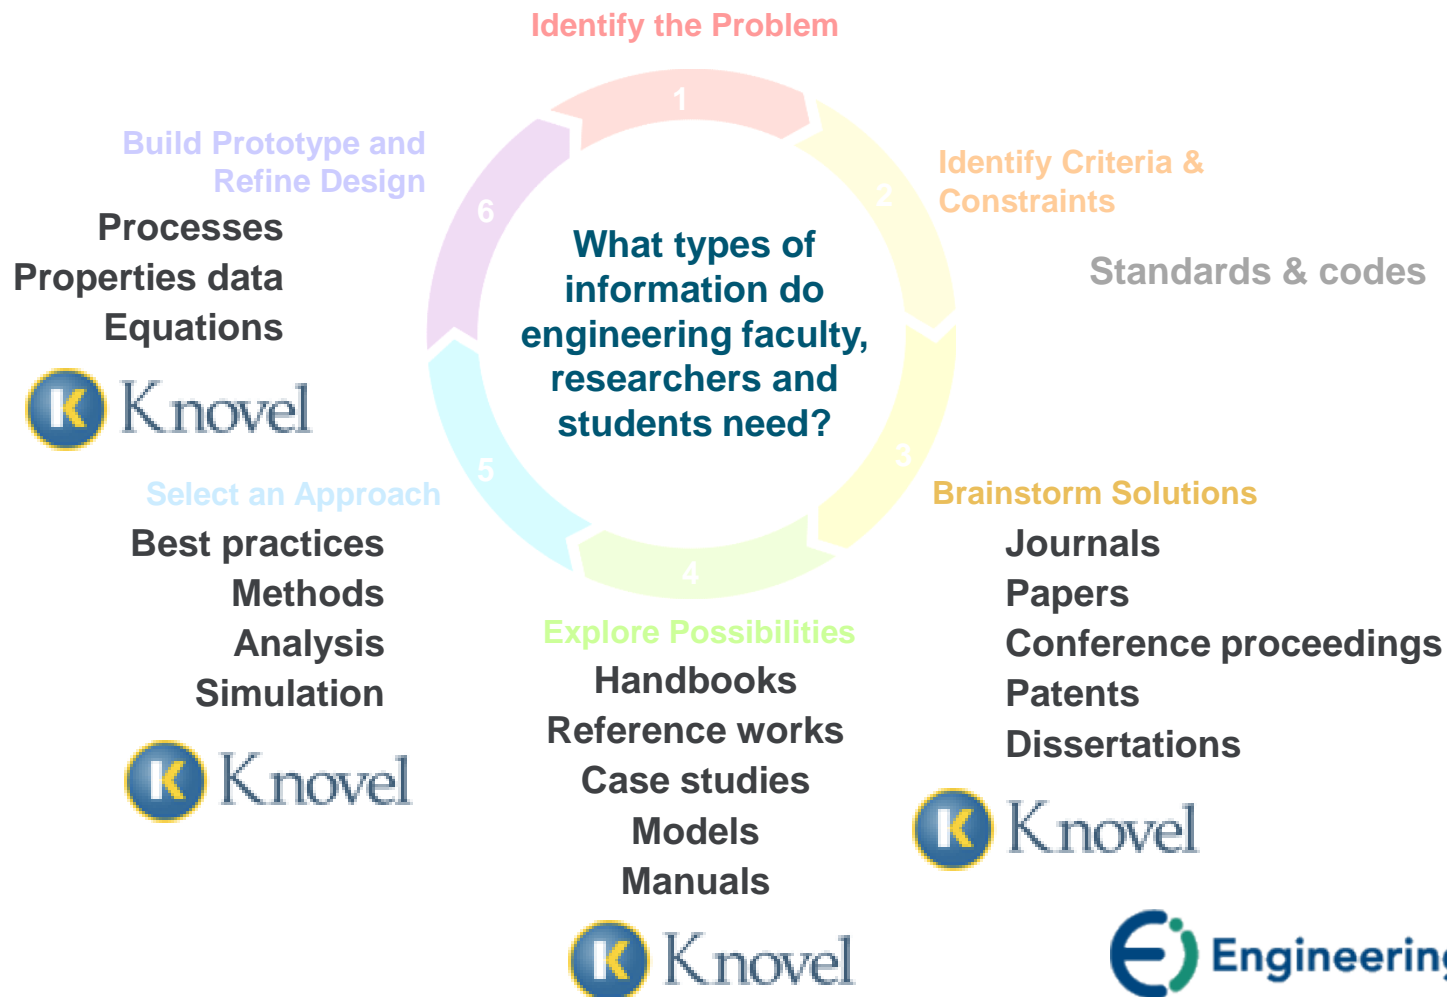 Identify the Problem
1
Identify Criteria &
Constraints
2
Standards & codes
What types of
information do
engineering faculty,
researchers and
students need?
3
Brainstorm Solutions
Journals
Papers
Conference proceedings
Patents
Dissertations
Knovel
Engineering
4
Explore Possibilities
Handbooks
Reference works
Case studies
Models
Manuals
Knovel
5
Select an Approach
Best practices
Methods
Analysis
Simulation
Knovel
6
Build Prototype and
Refine Design
Processes
Properties data
Equations
Knovel